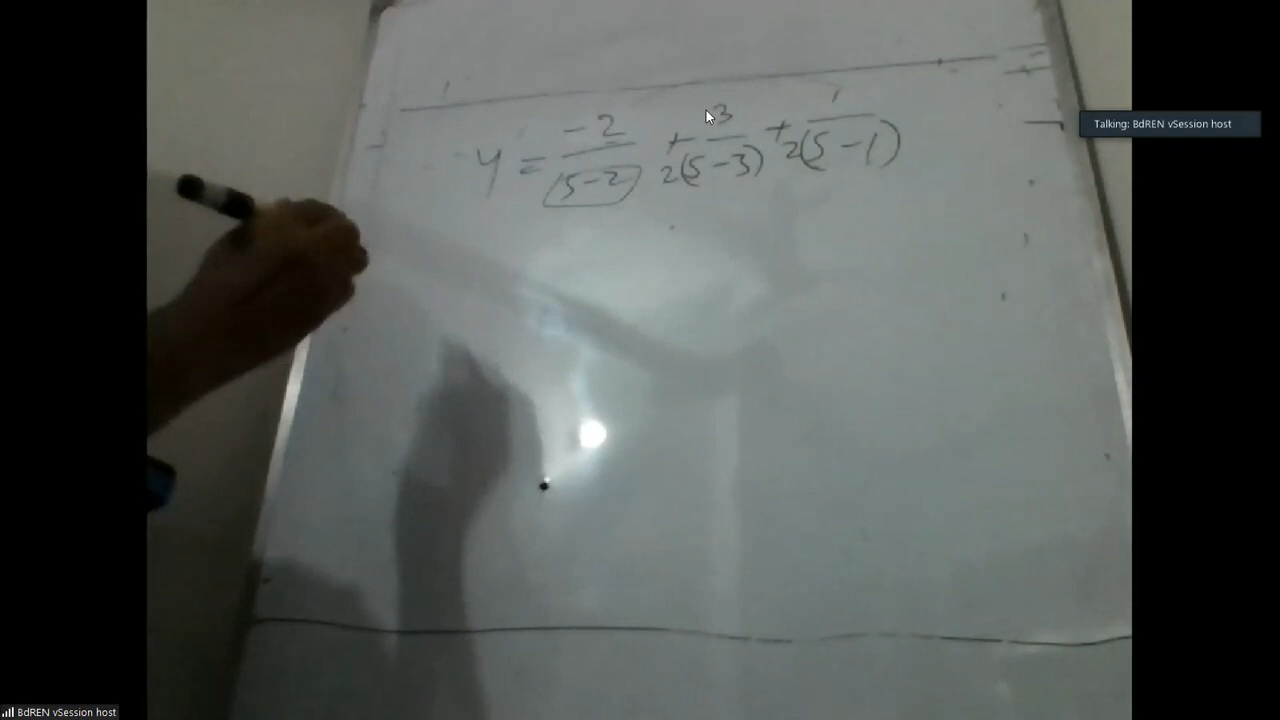 Talking: BdREN vSession host
y = -2/(s-2) + 3/2(s-3) + 1/2(s-1)
BdREN vSession host